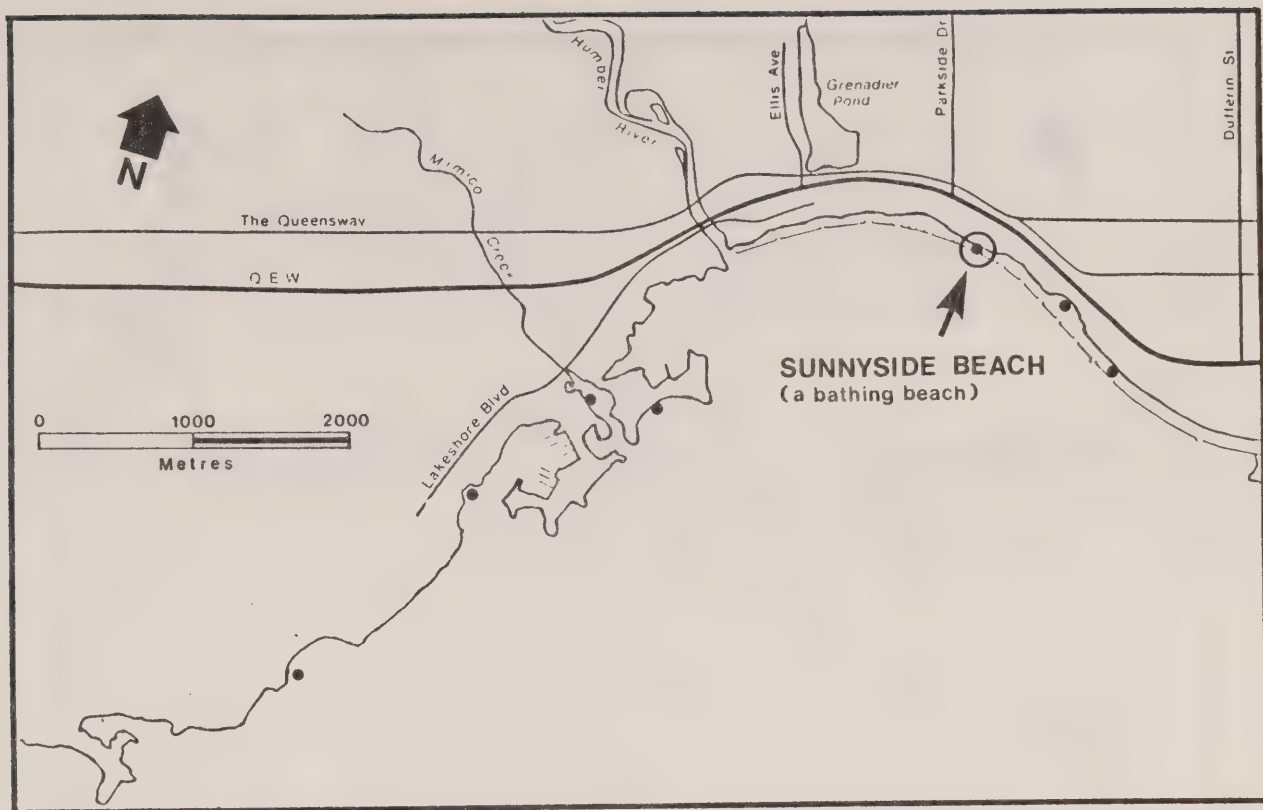 Humber
River
Ellis Ave
Grenadier
Pond
Parkside Dr
Dufferin St
N
Mimico
Creek
The Queensway
Q E W
SUNNYSIDE BEACH
(a bathing beach)
0 1000 2000
Metres
Lakeshore Blvd